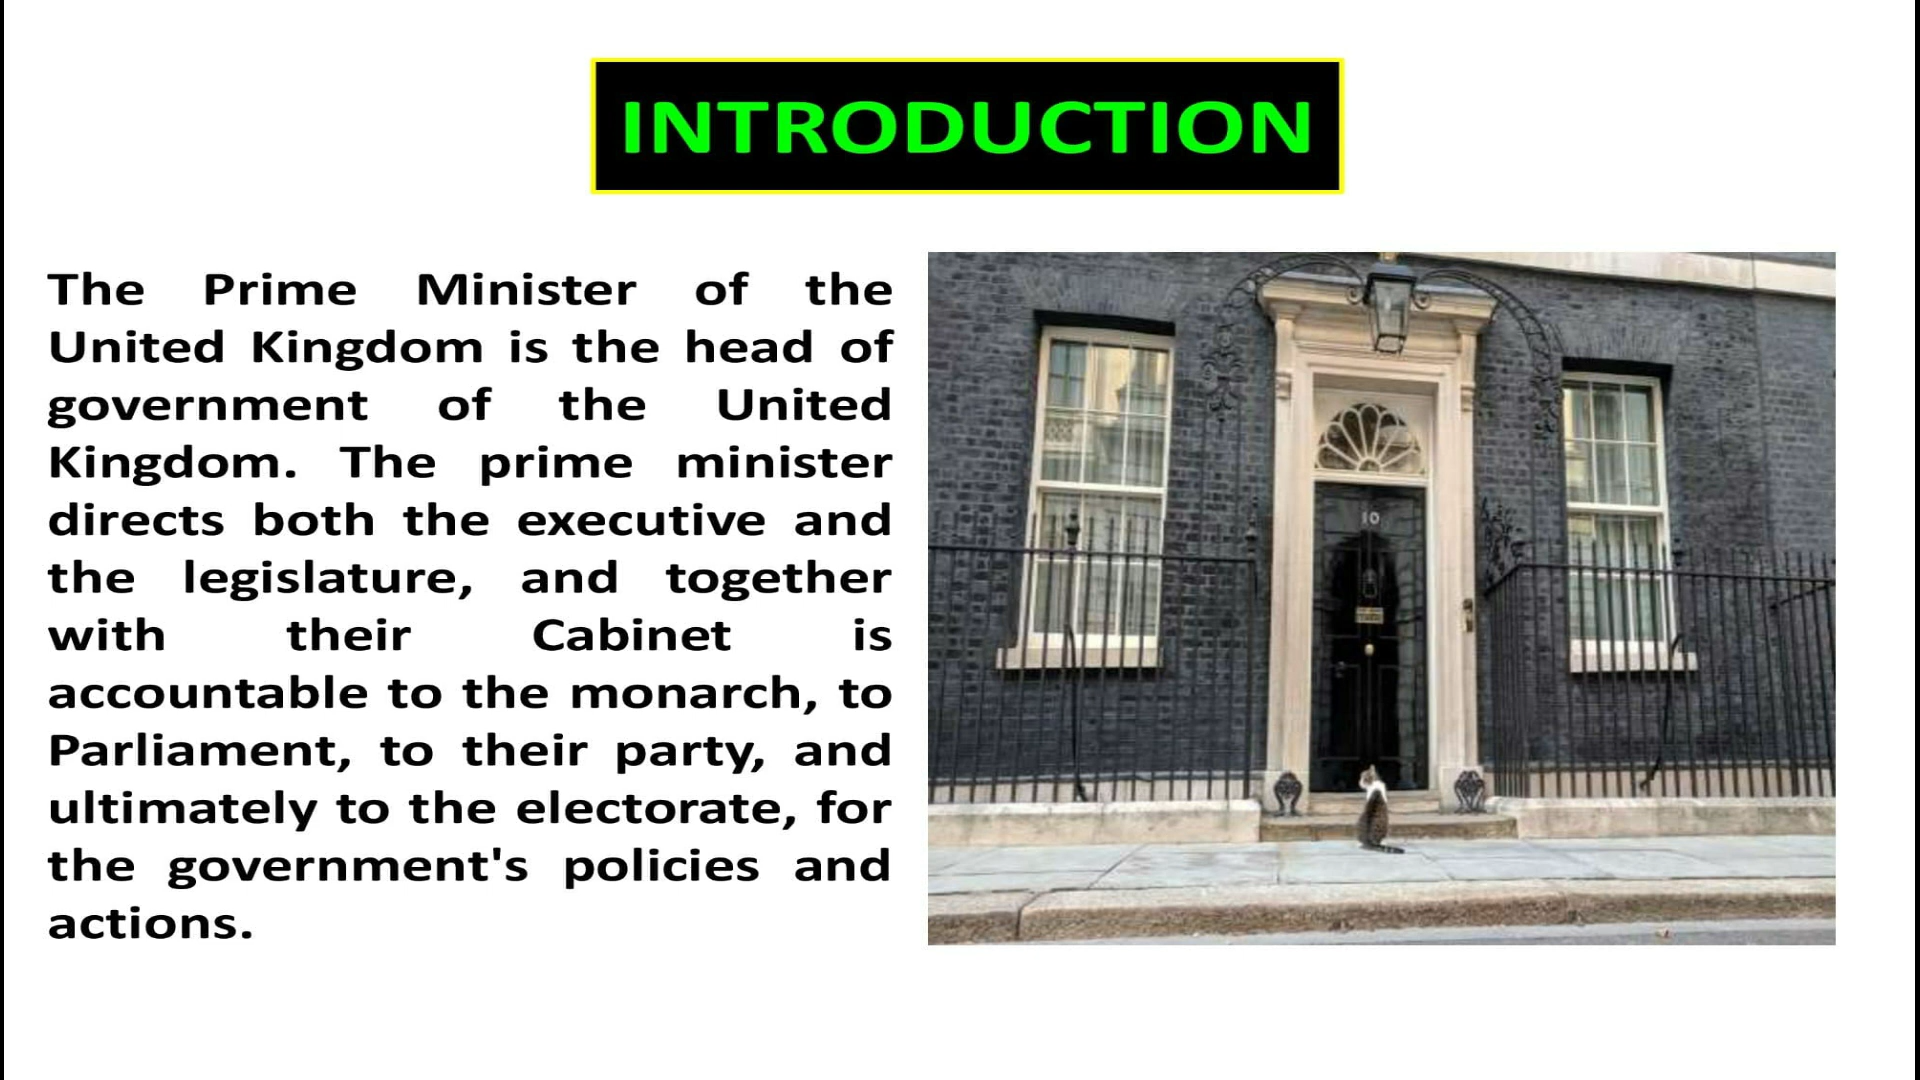 INTRODUCTION
The Prime Minister of the
United Kingdom is the head of
government of the United
Kingdom. The prime minister
directs both the executive and
the legislature, and together
with their Cabinet is
accountable to the monarch, to
Parliament, to their party, and
ultimately to the electorate, for
the government's policies and
actions.
10